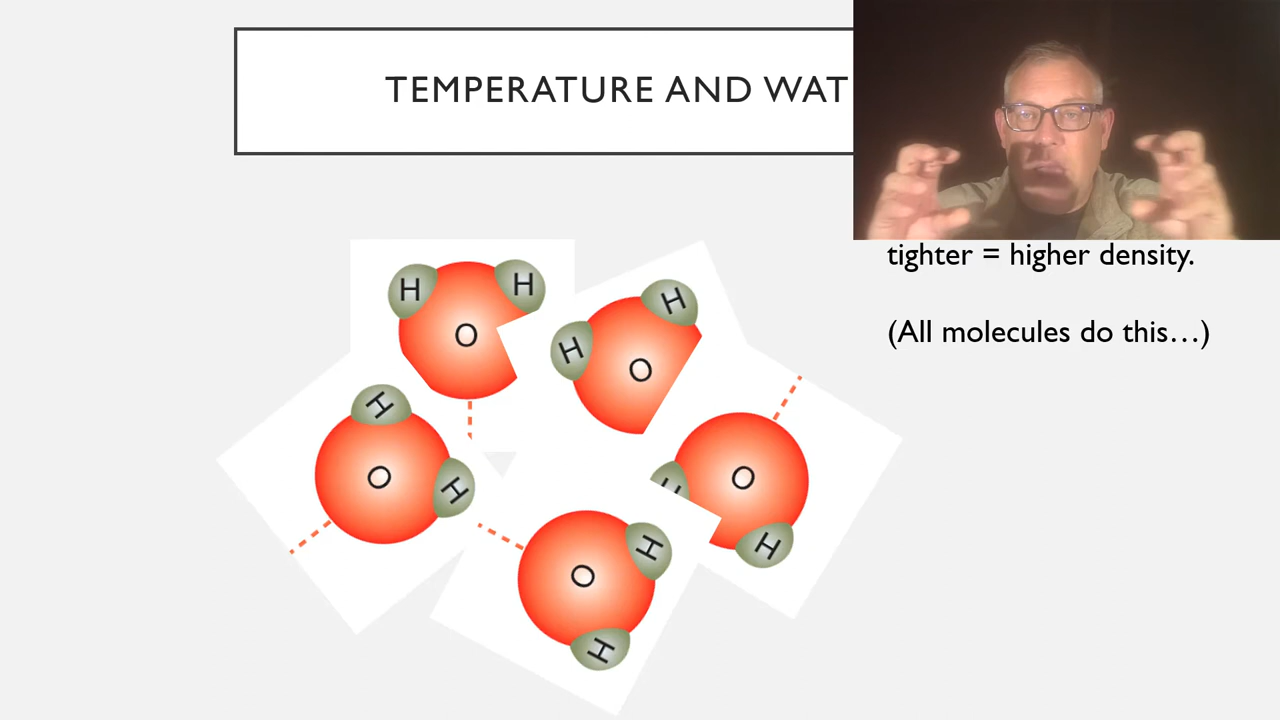 TEMPERATURE AND WAT
tighter = higher density.
(All molecules do this…)
H H
O
H
H
O
H
O
H
O
H
O
H
H